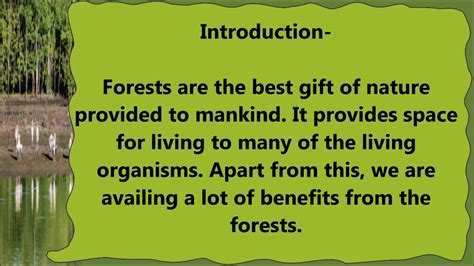 Introduction-
Forests are the best gift of nature
provided to mankind. It provides space
for living to many of the living
organisms. Apart from this, we are
availing a lot of benefits from the
forests.